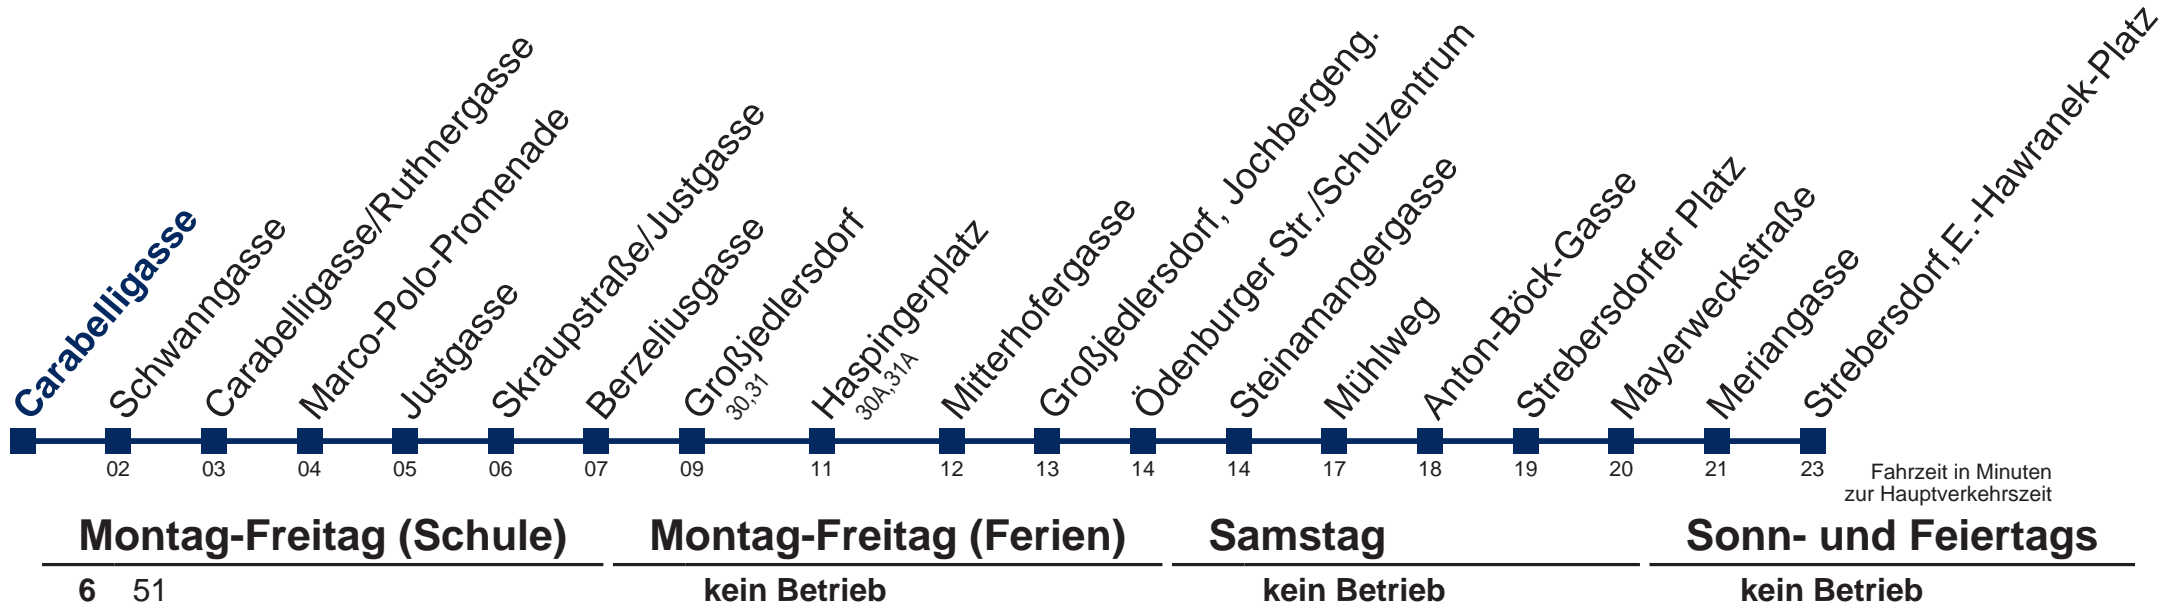 Carabelligasse
Schwanngasse
Carabelligasse/Ruthnergasse
Marco-Polo-Promenade
Justgasse
Skraupstraße/Justgasse
Berzeliusgasse
Großjedlersdorf
30,31
Haspingerplatz
30A,31A
Mitterhofergasse
Großjedlersdorf, Jochbergeng.
Ödenburger Str./Schulzentrum
Steinamangergasse
Mühlweg
Anton-Böck-Gasse
Strebersdorfer Platz
Mayerweckstraße
Meriangasse
Strebersdorf,E.-Hawranek-Platz
02 03 04 05 06 07 09 11 12 13 14 14 17 18 19 20 21 23
Fahrzeit in Minuten
zur Hauptverkehrszeit
Montag-Freitag (Schule) Montag-Freitag (Ferien) Samstag Sonn- und Feiertags
6 51 kein Betrieb kein Betrieb kein Betrieb